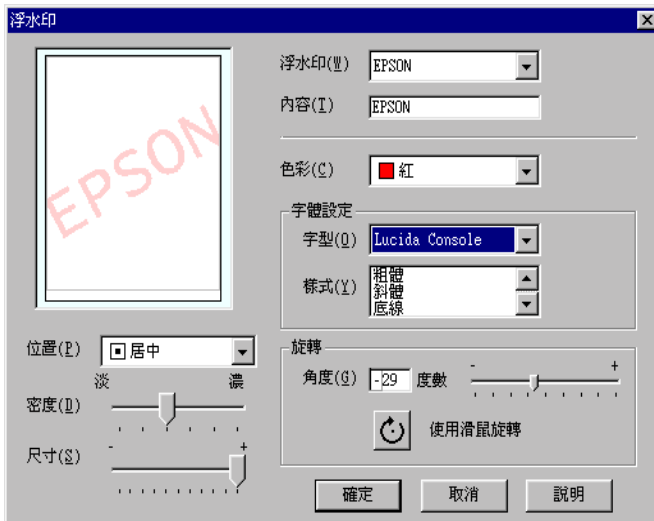 浮水印
EPSON
浮水印(W) EPSON
內容(T) EPSON
色彩(C) 紅
字體設定
字型(O) Lucida Console
樣式(Y) 粗體
斜體
底線
位置(P) 居中
淡 濃
密度(D)
尺寸(S) - +
旋轉
角度(G) -29 度數 - +
使用滑鼠旋轉
確定 取消 說明